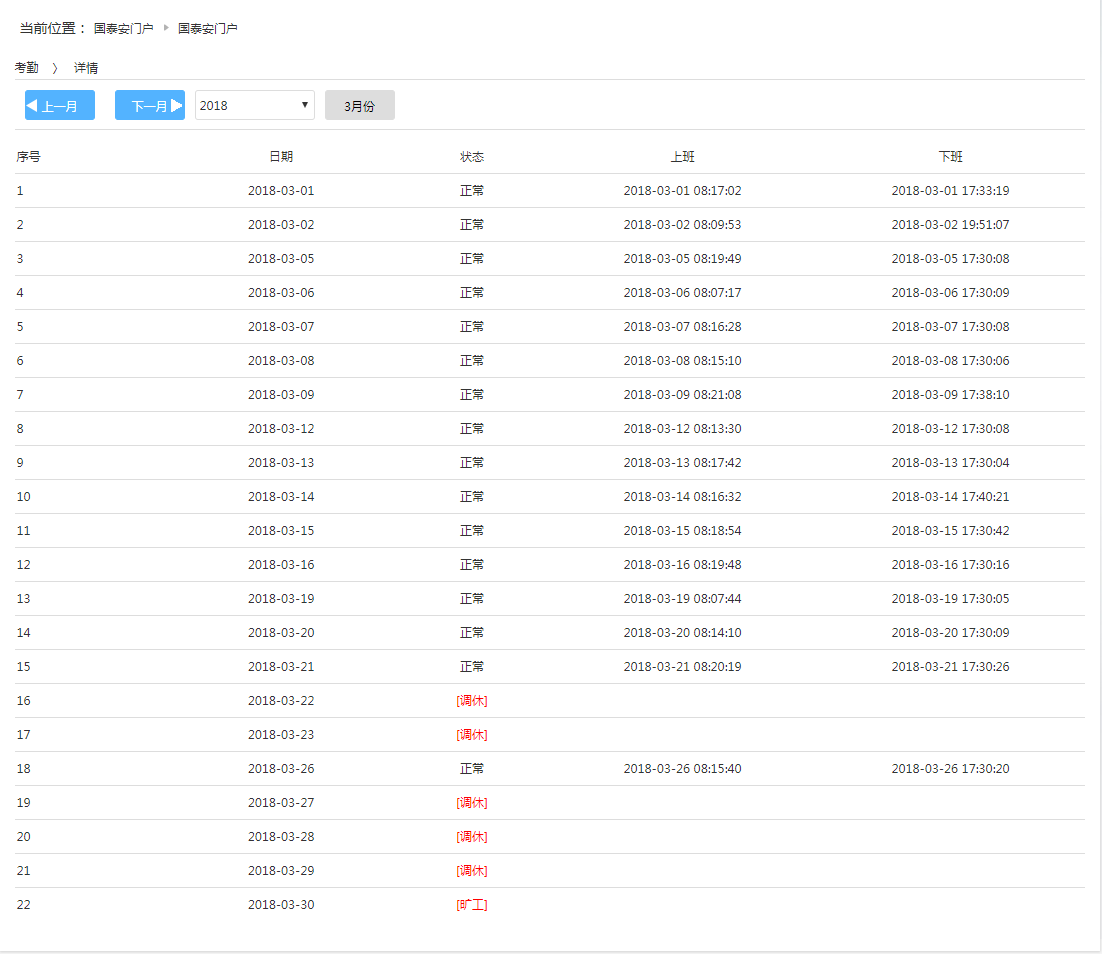 当前位置： 国泰安门户 国泰安门户
考勤 〉 详情
上一月 下一月 2018 3月份
序号 日期 状态 上班 下班
1 2018-03-01 正常 2018-03-01 08:17:02 2018-03-01 17:33:19
2 2018-03-02 正常 2018-03-02 08:09:53 2018-03-02 19:51:07
3 2018-03-05 正常 2018-03-05 08:19:49 2018-03-05 17:30:08
4 2018-03-06 正常 2018-03-06 08:07:17 2018-03-06 17:30:09
5 2018-03-07 正常 2018-03-07 08:16:28 2018-03-07 17:30:08
6 2018-03-08 正常 2018-03-08 08:15:10 2018-03-08 17:30:06
7 2018-03-09 正常 2018-03-09 08:21:08 2018-03-09 17:38:10
8 2018-03-12 正常 2018-03-12 08:13:30 2018-03-12 17:30:08
9 2018-03-13 正常 2018-03-13 08:17:42 2018-03-13 17:30:04
10 2018-03-14 正常 2018-03-14 08:16:32 2018-03-14 17:40:21
11 2018-03-15 正常 2018-03-15 08:18:54 2018-03-15 17:30:42
12 2018-03-16 正常 2018-03-16 08:19:48 2018-03-16 17:30:16
13 2018-03-19 正常 2018-03-19 08:07:44 2018-03-19 17:30:05
14 2018-03-20 正常 2018-03-20 08:14:10 2018-03-20 17:30:09
15 2018-03-21 正常 2018-03-21 08:20:19 2018-03-21 17:30:26
16 2018-03-22 [调休]
17 2018-03-23 [调休]
18 2018-03-26 正常 2018-03-26 08:15:40 2018-03-26 17:30:20
19 2018-03-27 [调休]
20 2018-03-28 [调休]
21 2018-03-29 [调休]
22 2018-03-30 [旷工]